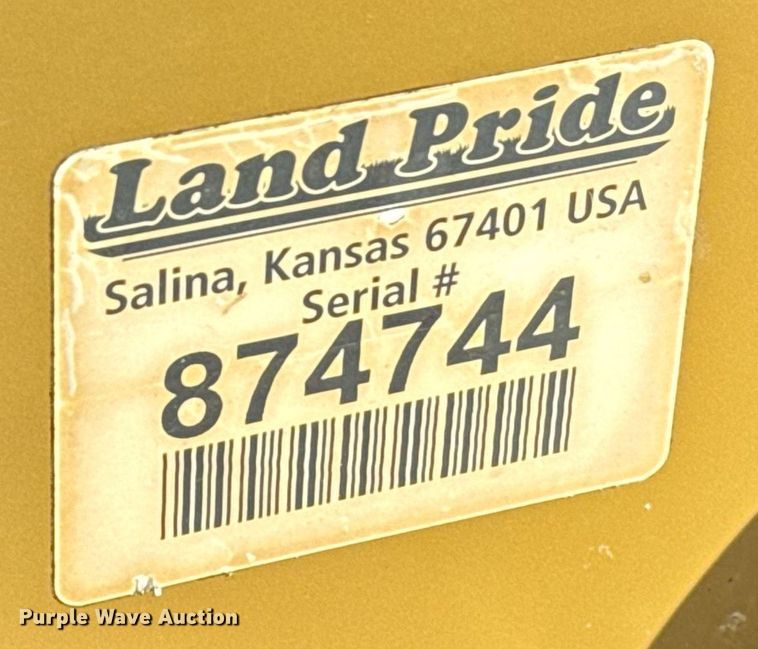 Land Pride
Salina, Kansas 67401 USA
Serial #
874744
Purple Wave Auction